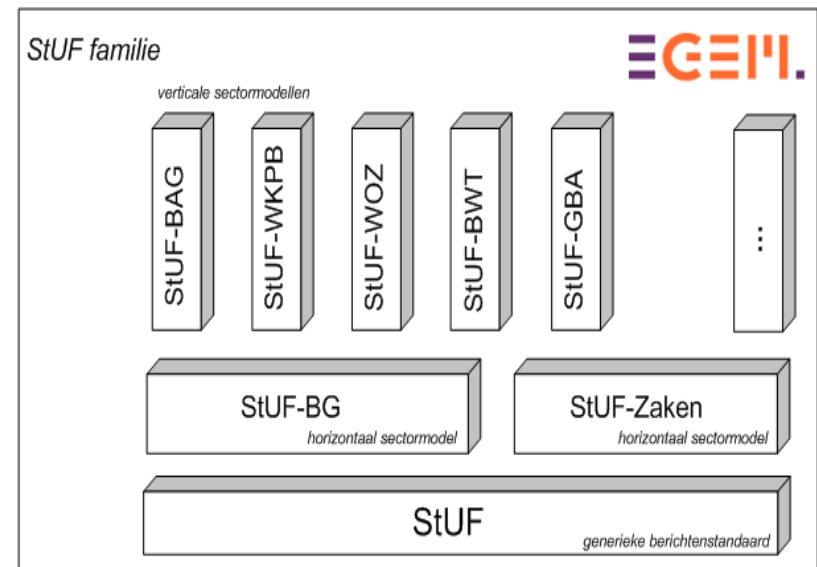 StUF familie
EGEM.
verticale sectormodellen
StUF-BAG
StUF-WKPB
StUF-WOZ
StUF-BWT
StUF-GBA
...
StUF-BG
horizontaal sectormodel
StUF-Zaken
horizontaal sectormodel
StUF
generieke berichtenstandaard